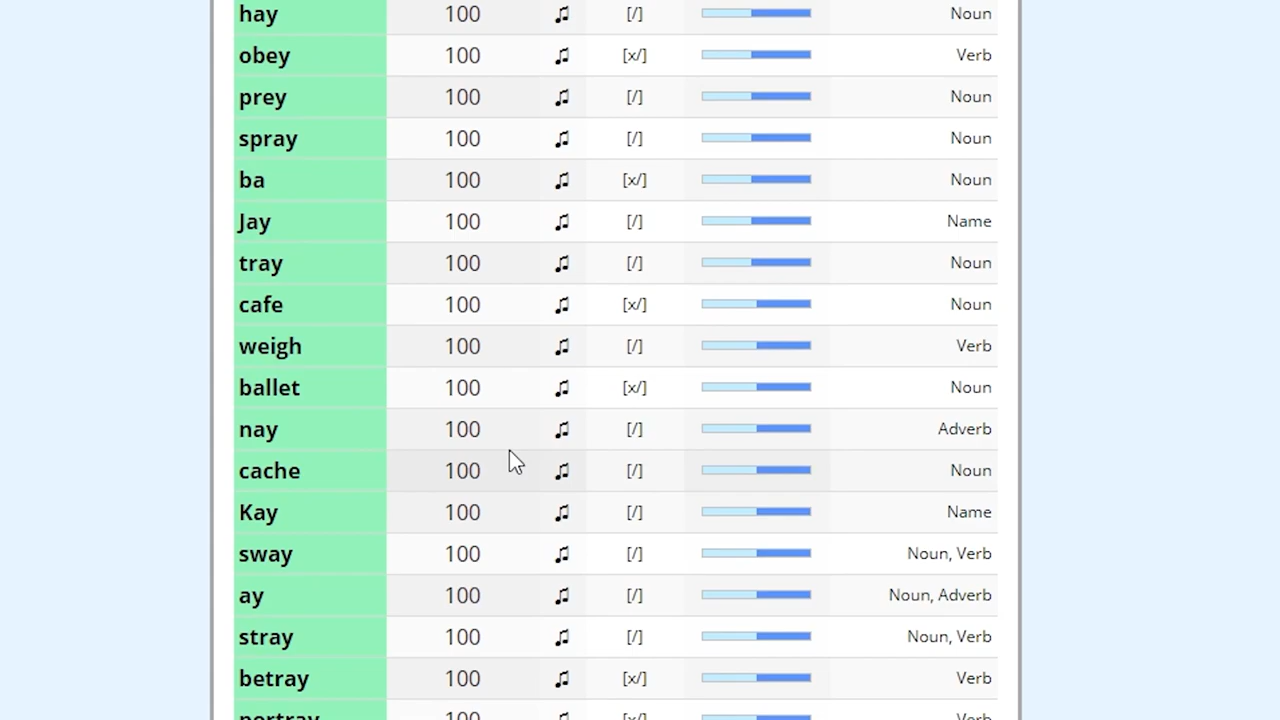 hay 100 [/] Noun
obey 100 [x/] Verb
prey 100 [/] Noun
spray 100 [/] Noun
ba 100 [x/] Noun
Jay 100 [/] Name
tray 100 [/] Noun
cafe 100 [x/] Noun
weigh 100 [/] Verb
ballet 100 [x/] Noun
nay 100 [/] Adverb
cache 100 [/] Noun
Kay 100 [/] Name
sway 100 [/] Noun, Verb
ay 100 [/] Noun, Adverb
stray 100 [/] Noun, Verb
betray 100 [x/] Verb
portray 100 [x/] Verb